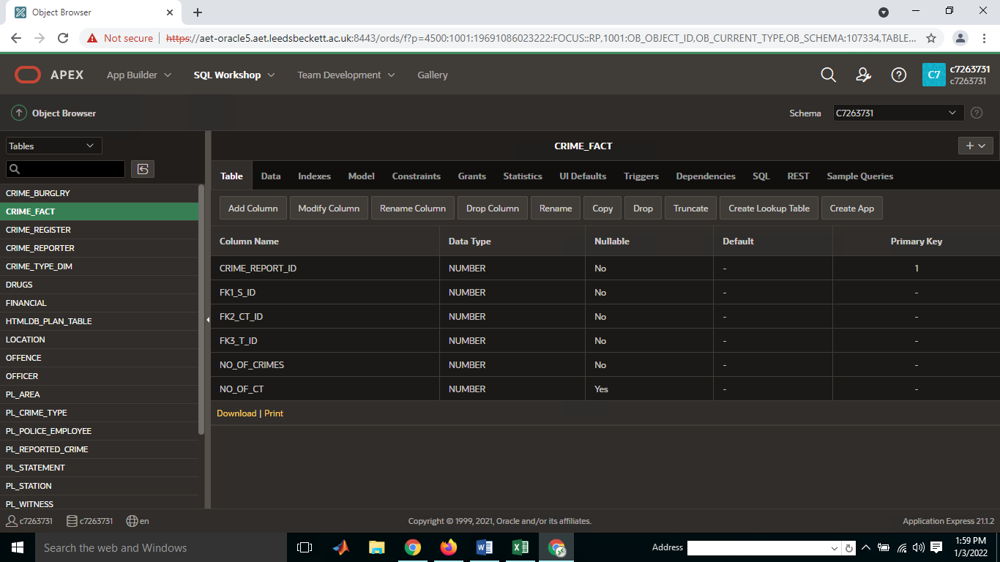 Object Browser
Not secure
https://aet-oracle5.aet.leedsbeckett.ac.uk:8443/ords/f?p=4500:1001:19691086023222:FOCUS::RP,1001:OB_OBJECT_ID,OB_CURRENT_TYPE,OB_SCHEMA:107334,TABLE...
APEX App Builder SQL Workshop Team Development Gallery
C7 c7263731
c7263731
Object Browser
Schema C7263731
Tables
CRIME_FACT
Table Data Indexes Model Constraints Grants Statistics UI Defaults Triggers Dependencies SQL REST Sample Queries
Add Column Modify Column Rename Column Drop Column Rename Copy Drop Truncate Create Lookup Table Create App
CRIME_BURGLRY
CRIME_FACT
CRIME_REGISTER
CRIME_REPORTER
CRIME_TYPE_DIM
DRUGS
FINANCIAL
HTMLDB_PLAN_TABLE
LOCATION
OFFENCE
OFFICER
PL_AREA
PL_CRIME_TYPE
PL_POLICE_EMPLOYEE
PL_REPORTED_CRIME
PL_STATEMENT
PL_STATION
PL_WITNESS
Column Name Data Type Nullable Default Primary Key
CRIME_REPORT_ID NUMBER No - 1
FK1_S_ID NUMBER No - -
FK2_CT_ID NUMBER No - -
FK3_T_ID NUMBER No - -
NO_OF_CRIMES NUMBER No - -
NO_OF_CT NUMBER Yes - -
Download | Print
c7263731 c7263731 en
Copyright © 1999, 2021, Oracle and/or its affiliates.
Application Express 21.1.2
Search the web and Windows
Address
1:59 PM
1/3/2022